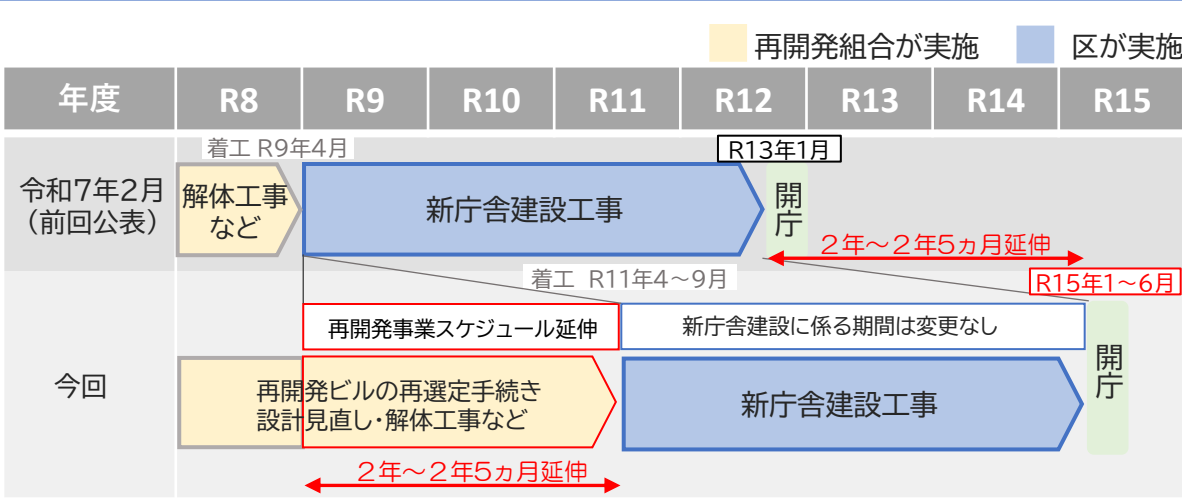 再開発組合が実施 区が実施
年度 R8 R9 R10 R11 R12 R13 R14 R15
着工 R9年4月
R13年1月
令和7年2月
(前回公表)
解体工事
など
新庁舎建設工事
開
庁
2年～2年5ヵ月延伸
着工 R11年4～9月
R15年1～6月
再開発事業スケジュール延伸
新庁舎建設に係る期間は変更なし
今回
再開発ビルの再選定手続き
設計見直し・解体工事など
新庁舎建設工事
開
庁
2年～2年5ヵ月延伸